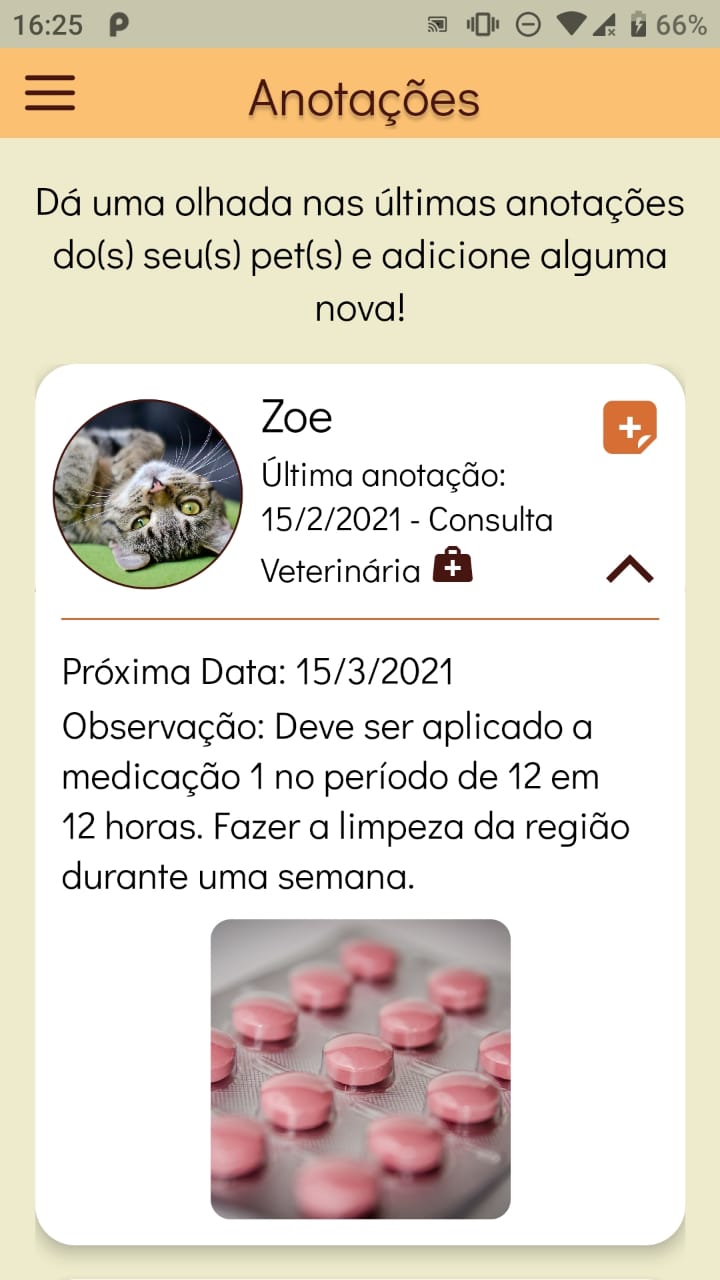 16:25
66%
Anotações
Dá uma olhada nas últimas anotações
do(s) seu(s) pet(s) e adicione alguma
nova!
Zoe
Última anotação:
15/2/2021 - Consulta
Veterinária
Próxima Data: 15/3/2021
Observação: Deve ser aplicado a
medicação 1 no período de 12 em
12 horas. Fazer a limpeza da região
durante uma semana.